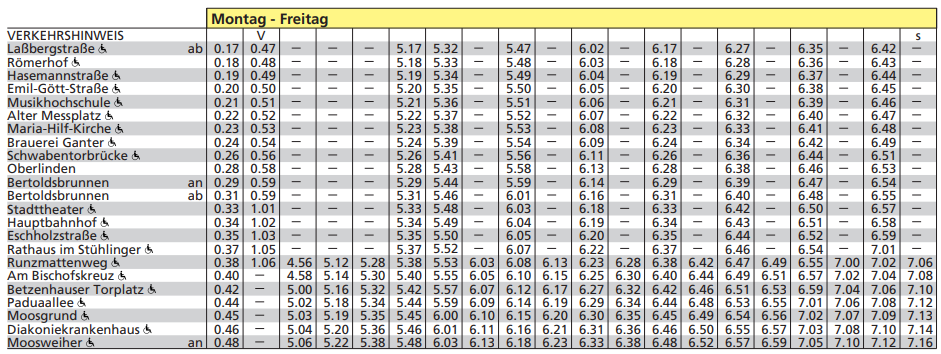 Montag - Freitag
VERKEHRSHINWEIS V s
Laßbergstraße ♿ ab 0.17 0.47 — — — 5.17 5.32 — 5.47 — 6.02 — 6.17 — 6.27 — 6.35 — 6.42 —
Römerhof ♿ 0.18 0.48 — — — 5.18 5.33 — 5.48 — 6.03 — 6.18 — 6.28 — 6.36 — 6.43 —
Hasemannstraße ♿ 0.19 0.49 — — — 5.19 5.34 — 5.49 — 6.04 — 6.19 — 6.29 — 6.37 — 6.44 —
Emil-Gött-Straße ♿ 0.20 0.50 — — — 5.20 5.35 — 5.50 — 6.05 — 6.20 — 6.30 — 6.38 — 6.45 —
Musikhochschule ♿ 0.21 0.51 — — — 5.21 5.36 — 5.51 — 6.06 — 6.21 — 6.31 — 6.39 — 6.46 —
Alter Messplatz ♿ 0.22 0.52 — — — 5.22 5.37 — 5.52 — 6.07 — 6.22 — 6.32 — 6.40 — 6.47 —
Maria-Hilf-Kirche ♿ 0.23 0.53 — — — 5.23 5.38 — 5.53 — 6.08 — 6.23 — 6.33 — 6.41 — 6.48 —
Brauerei Ganter ♿ 0.24 0.54 — — — 5.24 5.39 — 5.54 — 6.09 — 6.24 — 6.34 — 6.42 — 6.49 —
Schwabentorbrücke ♿ 0.26 0.56 — — — 5.26 5.41 — 5.56 — 6.11 — 6.26 — 6.36 — 6.44 — 6.51 —
Oberlinden 0.28 0.58 — — — 5.28 5.43 — 5.58 — 6.13 — 6.28 — 6.38 — 6.46 — 6.53 —
Bertoldsbrunnen an 0.29 0.59 — — — 5.29 5.44 — 5.59 — 6.14 — 6.29 — 6.39 — 6.47 — 6.54 —
Bertoldsbrunnen ab 0.31 0.59 — — — 5.31 5.46 — 6.01 — 6.16 — 6.31 — 6.40 — 6.48 — 6.55 —
Stadttheater ♿ 0.33 1.01 — — — 5.33 5.48 — 6.03 — 6.18 — 6.33 — 6.42 — 6.50 — 6.57 —
Hauptbahnhof ♿ 0.34 1.02 — — — 5.34 5.49 — 6.04 — 6.19 — 6.34 — 6.43 — 6.51 — 6.58 —
Eschholzstraße ♿ 0.35 1.03 — — — 5.35 5.50 — 6.05 — 6.20 — 6.35 — 6.44 — 6.52 — 6.59 —
Rathaus im Stühlinger ♿ 0.37 1.05 — — — 5.37 5.52 — 6.07 — 6.22 — 6.37 — 6.46 — 6.54 — 7.01 —
Runzmattenweg ♿ 0.38 1.06 4.56 5.12 5.28 5.38 5.53 6.03 6.08 6.13 6.23 6.28 6.38 6.42 6.47 6.49 6.55 7.00 7.02 7.06
Am Bischofskreuz ♿ 0.40 — 4.58 5.14 5.30 5.40 5.55 6.05 6.10 6.15 6.25 6.30 6.40 6.44 6.49 6.51 6.57 7.02 7.04 7.08
Betzenhauser Torplatz ♿ 0.42 — 5.00 5.16 5.32 5.42 5.57 6.07 6.12 6.17 6.27 6.32 6.42 6.46 6.51 6.53 6.59 7.04 7.06 7.10
Paduaallee ♿ 0.44 — 5.02 5.18 5.34 5.44 5.59 6.09 6.14 6.19 6.29 6.34 6.44 6.48 6.53 6.55 7.01 7.06 7.08 7.12
Moosgrund ♿ 0.45 — 5.03 5.19 5.35 5.45 6.00 6.10 6.15 6.20 6.30 6.35 6.45 6.49 6.54 6.56 7.02 7.07 7.09 7.13
Diakoniekrankenhaus ♿ 0.46 — 5.04 5.20 5.36 5.46 6.01 6.11 6.16 6.21 6.31 6.36 6.46 6.50 6.55 6.57 7.03 7.08 7.10 7.14
Moosweiher ♿ an 0.48 — 5.06 5.22 5.38 5.48 6.03 6.13 6.18 6.23 6.33 6.38 6.48 6.52 6.57 6.59 7.05 7.10 7.12 7.16